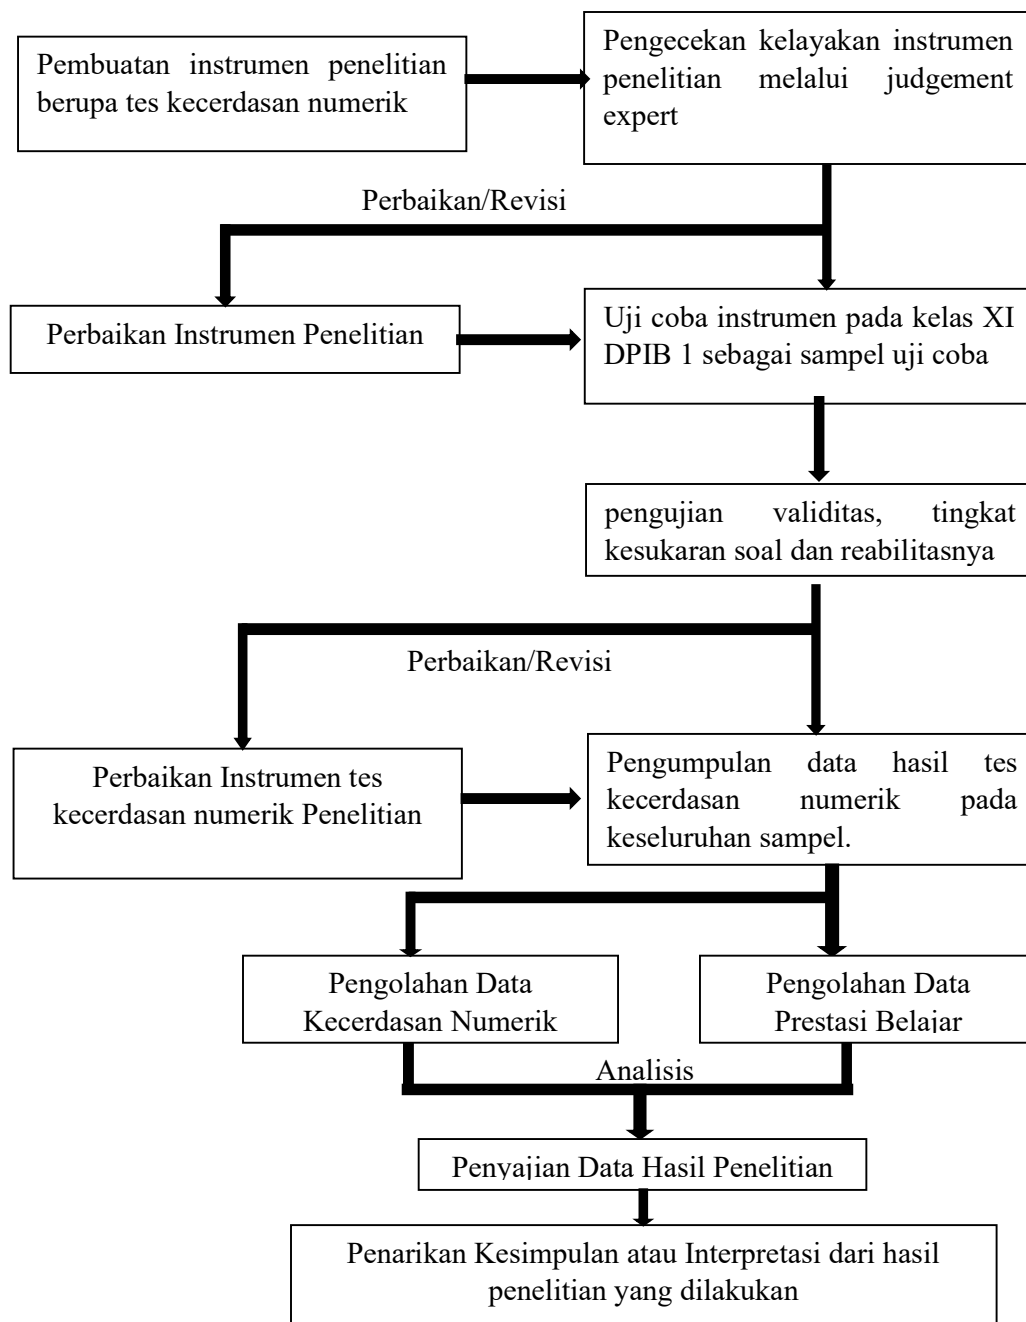 Pembuatan instrumen penelitian
berupa tes kecerdasan numerik
Pengecekan kelayakan instrumen
penelitian melalui judgement
expert
Perbaikan/Revisi
Perbaikan Instrumen Penelitian
Uji coba instrumen pada kelas XI
DPIB 1 sebagai sampel uji coba
pengujian validitas, tingkat
kesukaran soal dan reabilitasnya
Perbaikan/Revisi
Perbaikan Instrumen tes
kecerdasan numerik Penelitian
Pengumpulan data hasil tes
kecerdasan numerik pada
keseluruhan sampel.
Pengolahan Data
Kecerdasan Numerik
Pengolahan Data
Prestasi Belajar
Analisis
Penyajian Data Hasil Penelitian
Penarikan Kesimpulan atau Interpretasi dari hasil
penelitian yang dilakukan